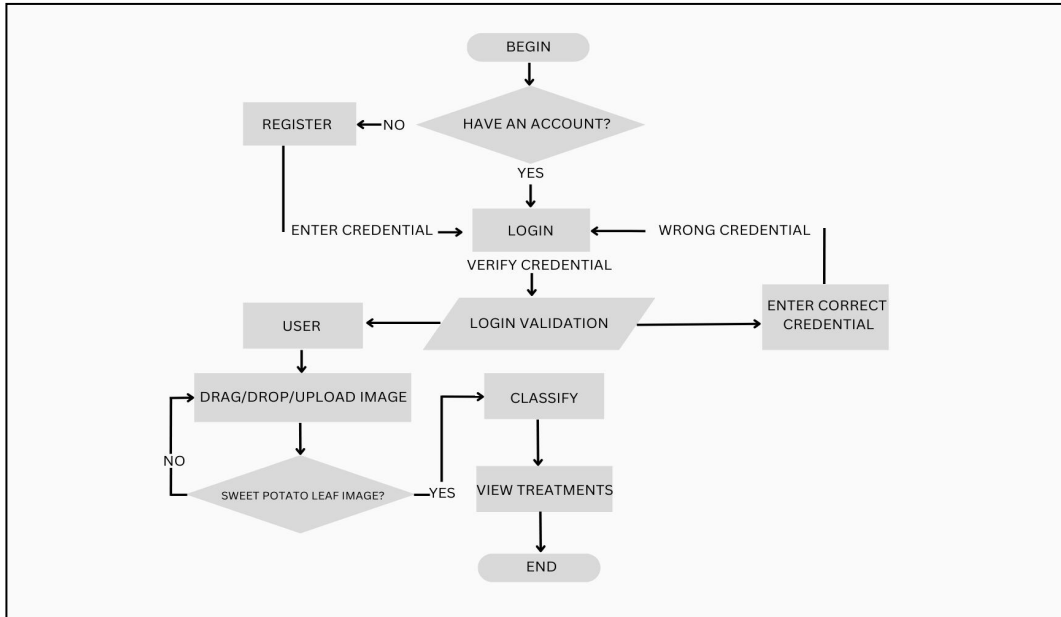 BEGIN
HAVE AN ACCOUNT?
NO
REGISTER
YES
ENTER CREDENTIAL
LOGIN
WRONG CREDENTIAL
VERIFY CREDENTIAL
ENTER CORRECT
CREDENTIAL
LOGIN VALIDATION
USER
DRAG/DROP/UPLOAD IMAGE
CLASSIFY
NO
SWEET POTATO LEAF IMAGE?
YES
VIEW TREATMENTS
END